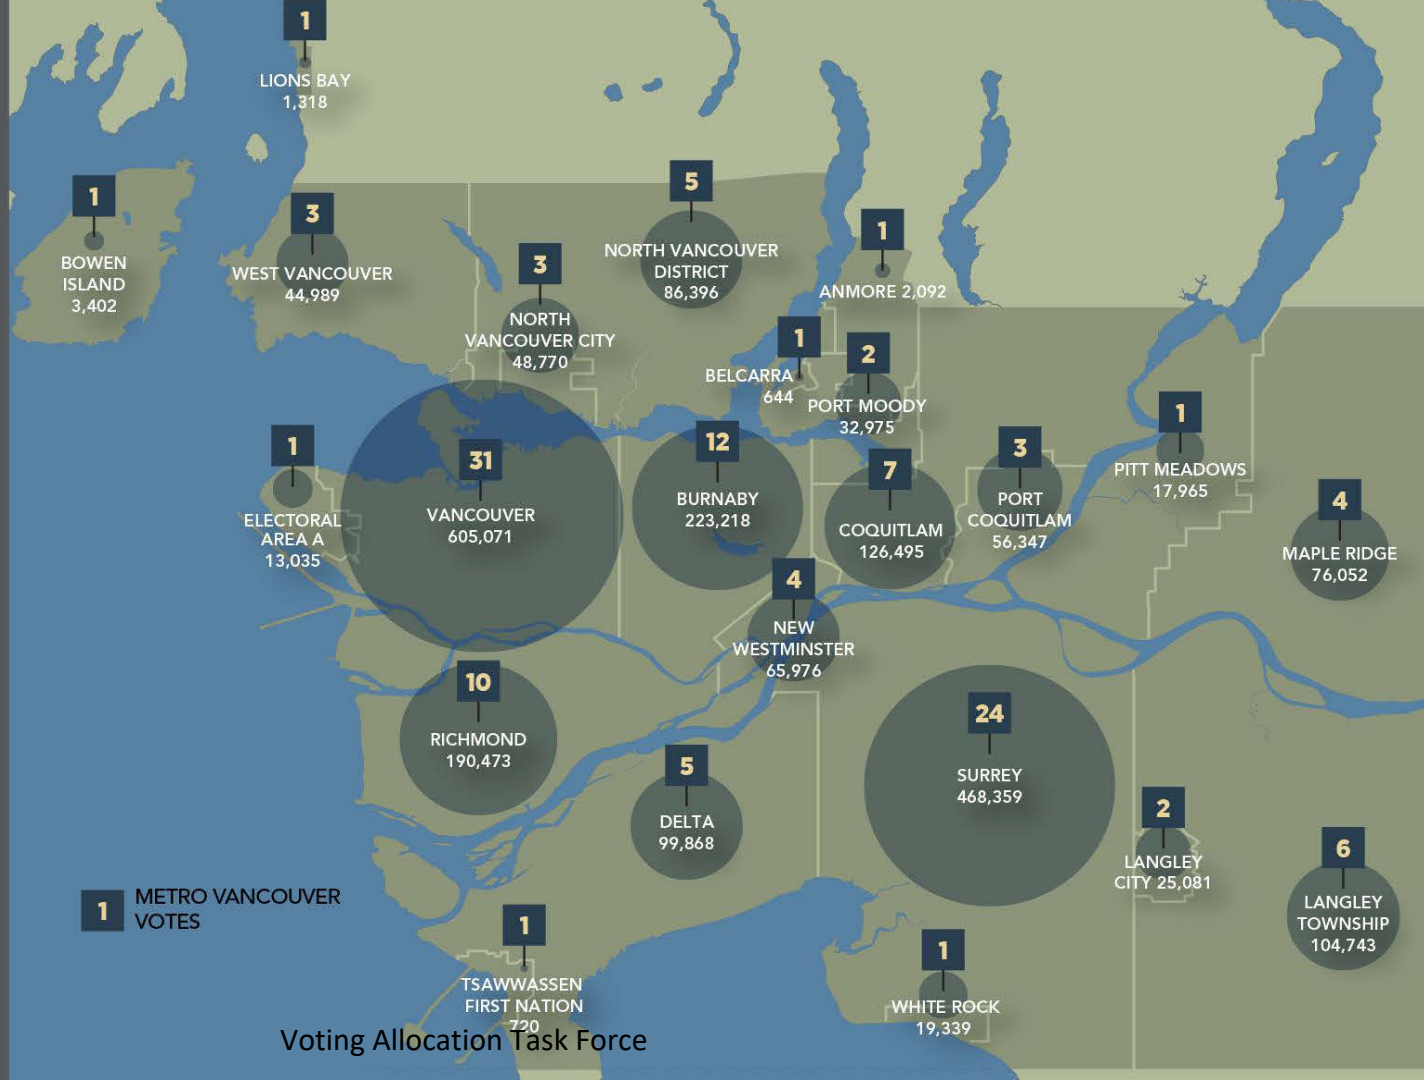 1
LIONS BAY
1,318
1
BOWEN
ISLAND
3,402
3
WEST VANCOUVER
44,989
3
NORTH
VANCOUVER CITY
48,770
5
NORTH VANCOUVER
DISTRICT
86,396
1
ANMORE 2,092
1
BELCARRA
644
2
PORT MOODY
32,975
1
ELECTORAL
AREA A
13,035
31
VANCOUVER
605,071
12
BURNABY
223,218
7
COQUITLAM
126,495
3
PORT
COQUITLAM
56,347
1
PITT MEADOWS
17,965
4
MAPLE RIDGE
76,052
4
NEW
WESTMINSTER
65,976
10
RICHMOND
190,473
5
DELTA
99,868
24
SURREY
468,359
2
LANGLEY
CITY 25,081
6
LANGLEY
TOWNSHIP
104,743
1
METRO VANCOUVER
VOTES
1
TSAWWASSEN
FIRST NATION
720
1
WHITE ROCK
19,339
Voting Allocation Task Force